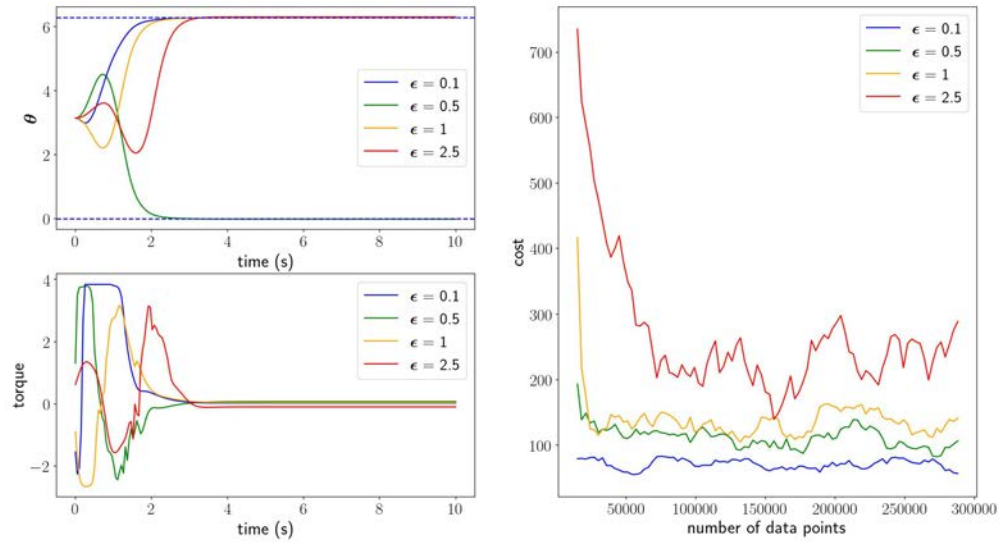 6
4
2
0
θ
0
2
4
6
8
10
time (s)
ϵ = 0.1
ϵ = 0.5
ϵ = 1
ϵ = 2.5
4
2
0
−2
torque
0
2
4
6
8
10
time (s)
ϵ = 0.1
ϵ = 0.5
ϵ = 1
ϵ = 2.5
700
600
500
400
300
200
100
cost
50000
100000
150000
200000
250000
300000
number of data points
ϵ = 0.1
ϵ = 0.5
ϵ = 1
ϵ = 2.5